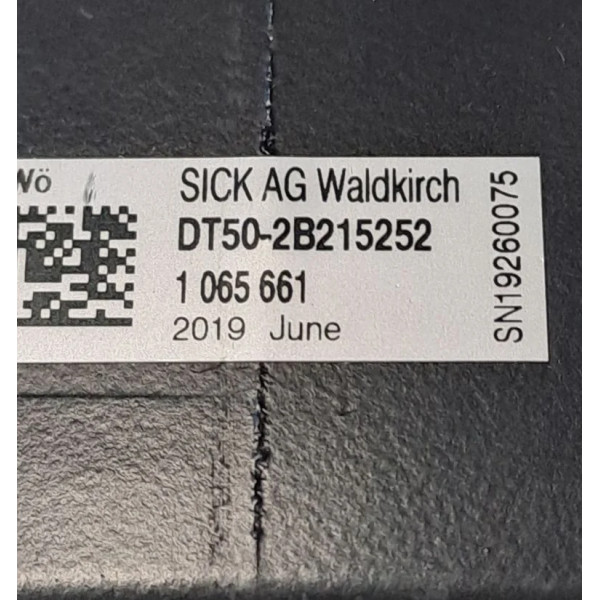 Wö
SICK AG Waldkirch
DT50-2B215252
1 065 661
2019 June
SN19260075